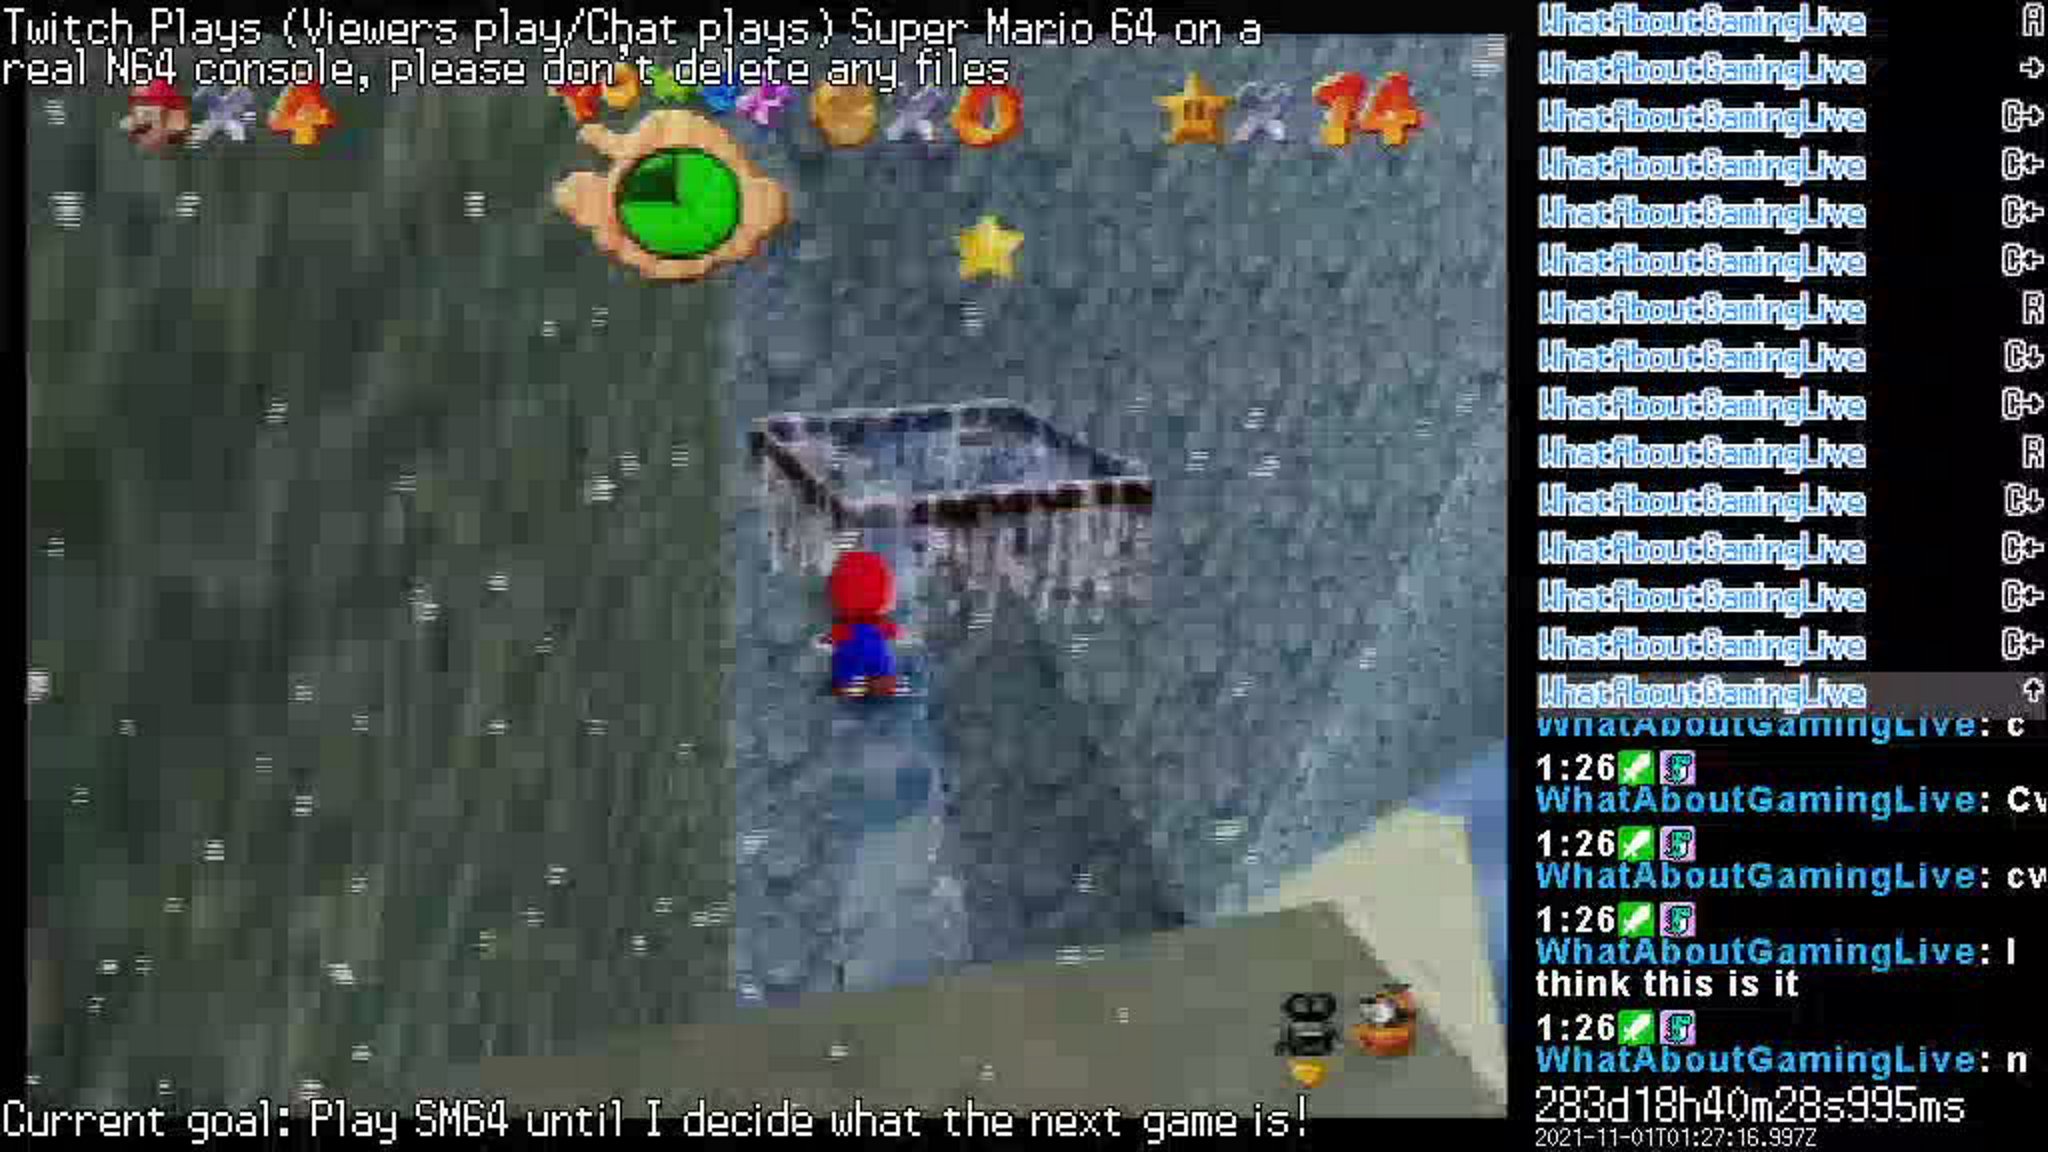 Twitch Plays (Viewers play/Chat plays) Super Mario 64 on a
real N64 console, please don't delete any files
4 0 14
WhatAboutGamingLive A
WhatAboutGamingLive →
WhatAboutGamingLive C→
WhatAboutGamingLive C←
WhatAboutGamingLive C←
WhatAboutGamingLive C←
WhatAboutGamingLive R
WhatAboutGamingLive C↓
WhatAboutGamingLive C→
WhatAboutGamingLive R
WhatAboutGamingLive C↓
WhatAboutGamingLive C←
WhatAboutGamingLive C←
WhatAboutGamingLive C←
WhatAboutGamingLive ↑
WhatAboutGamingLive: c
1:26
WhatAboutGamingLive: Cw
1:26
WhatAboutGamingLive: cw
1:26
WhatAboutGamingLive: I
think this is it
1:26
WhatAboutGamingLive: n
283d18h40m28s995ms
2021-11-01T01:27:16.997Z
Current goal: Play SM64 until I decide what the next game is!